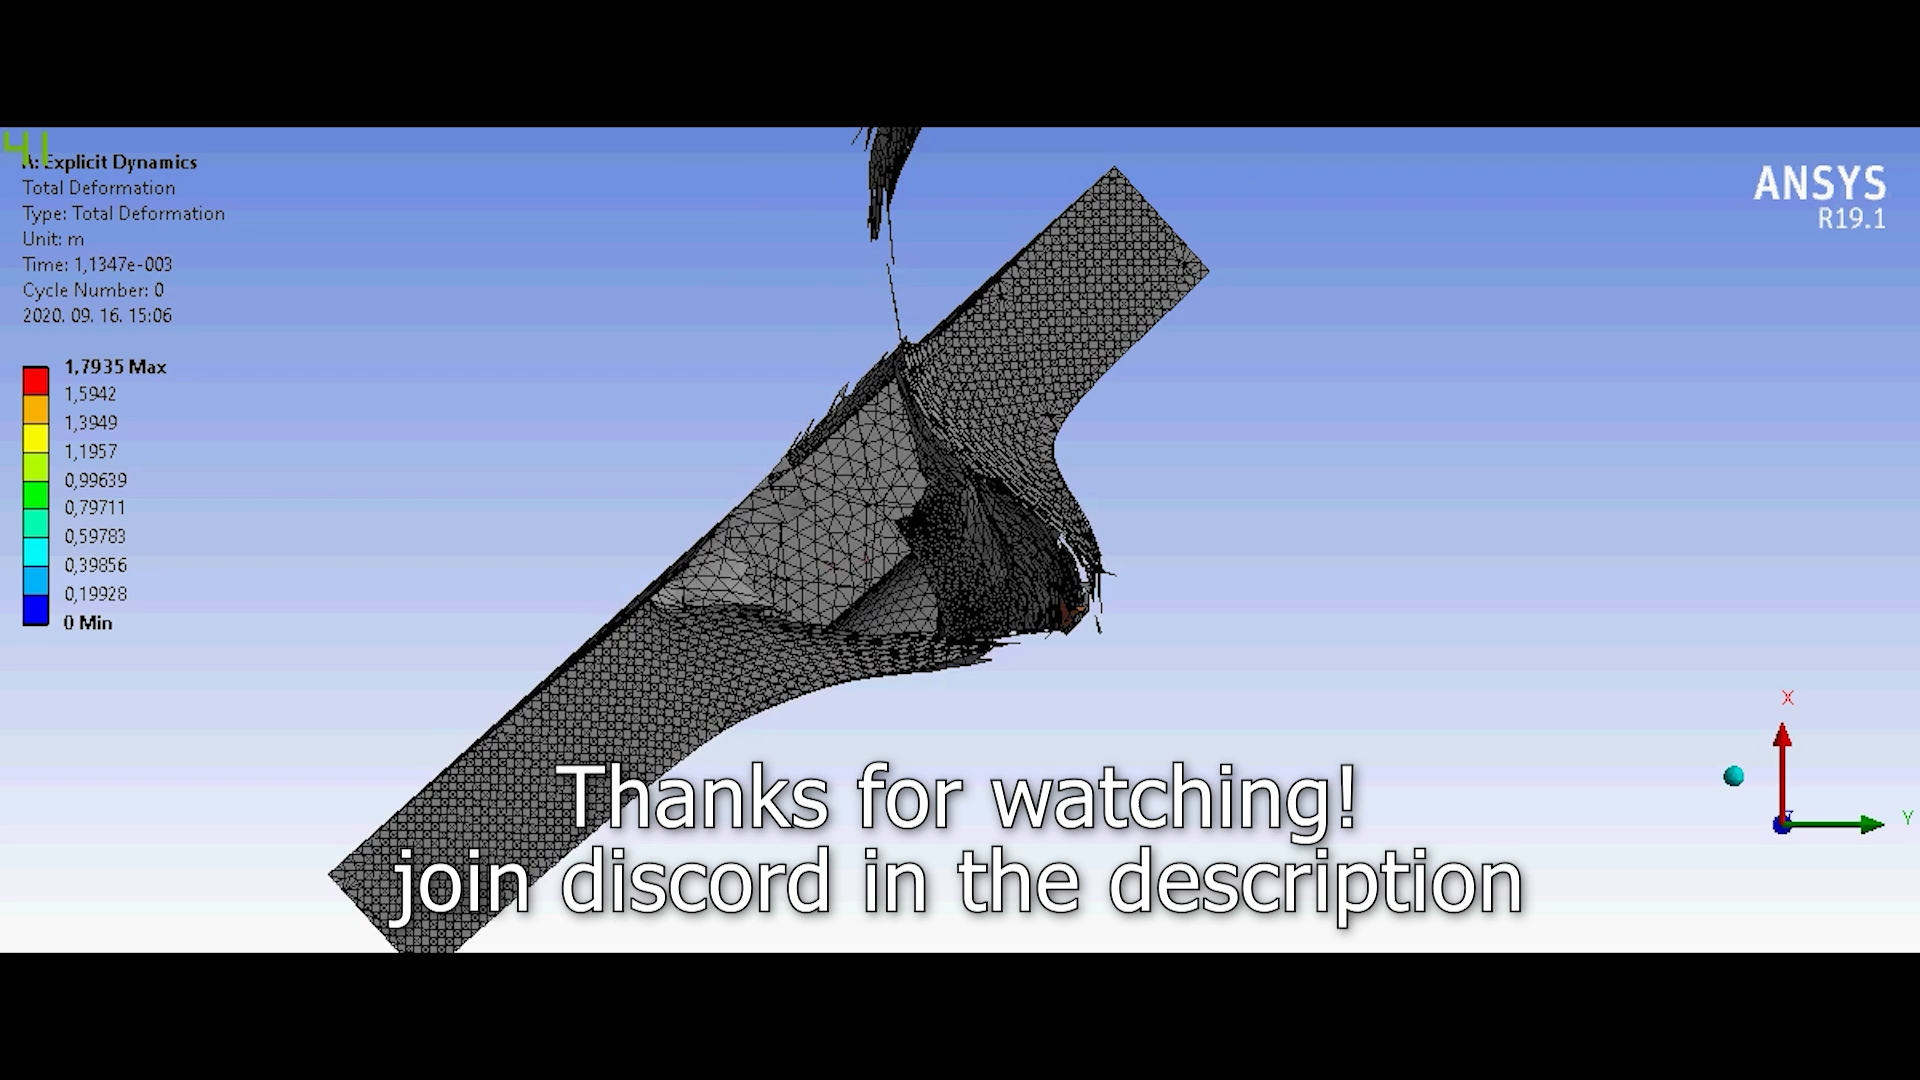 41
A: Explicit Dynamics
Total Deformation
Type: Total Deformation
Unit: m
Time: 1,1347e-003
Cycle Number: 0
2020. 09. 16. 15:06
1,7935 Max
1,5942
1,3949
1,1957
0,99639
0,79711
0,59783
0,39856
0,19928
0 Min
ANSYS
R19.1
X
Y
Thanks for watching!
join discord in the description